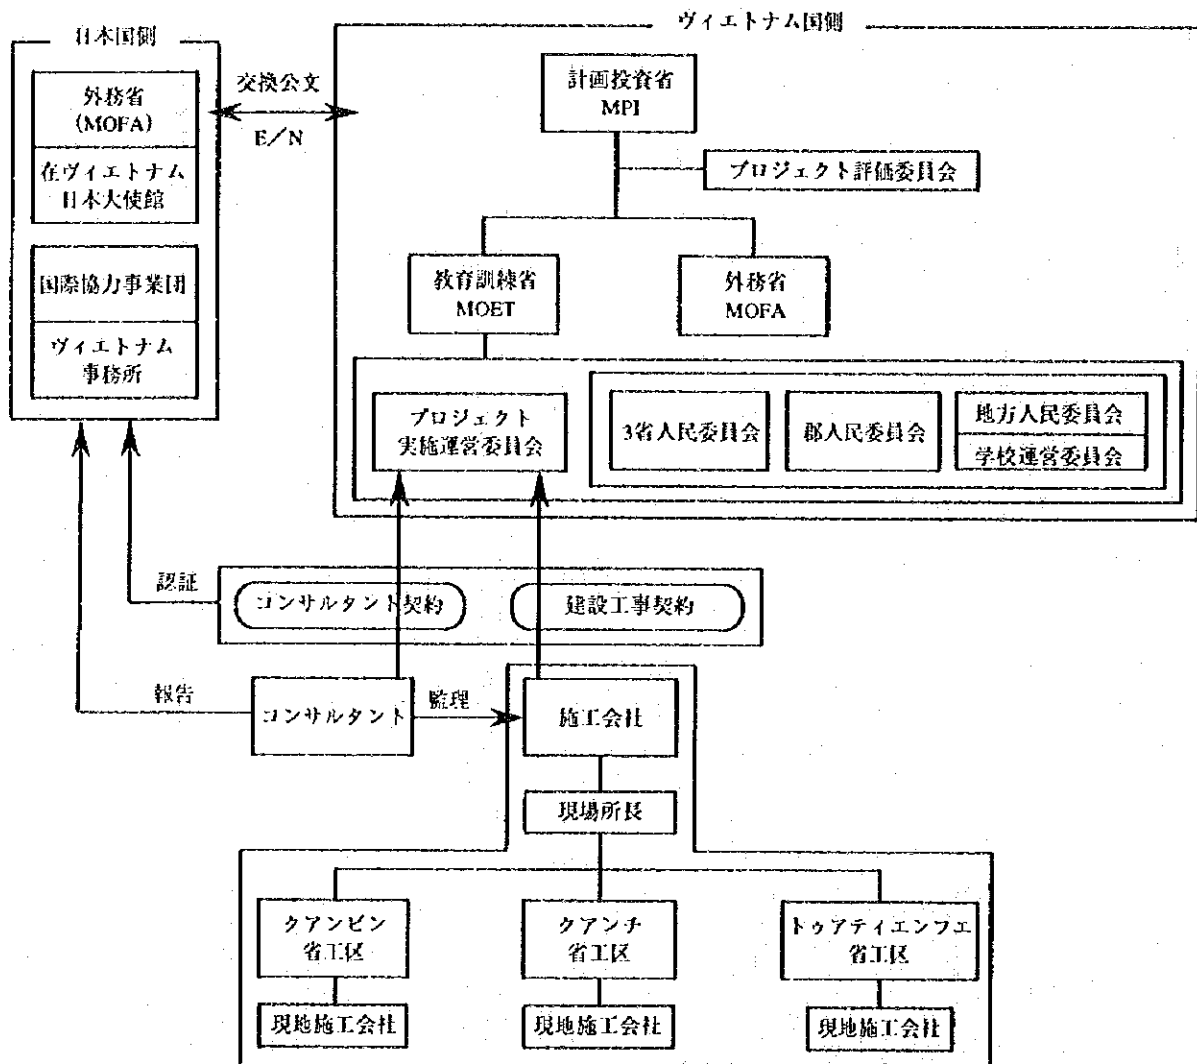 日本国側
外務省
(MOFA)
在ヴィエトナム
日本大使館
国際協力事業団
ヴィエトナム
事務所
交換公文
E/N
ヴィエトナム国側
計画投資省
MPI
プロジェクト評価委員会
教育訓練省
MOET
外務省
MOFA
プロジェクト
実施運営委員会
3省人民委員会
郡人民委員会
地方人民委員会
学校運営委員会
認証
コンサルタント契約
建設工事契約
報告
コンサルタント
監理
施工会社
現場所長
クアンビン
省工区
クアンチ
省工区
トゥアティエンフエ
省工区
現地施工会社
現地施工会社
現地施工会社